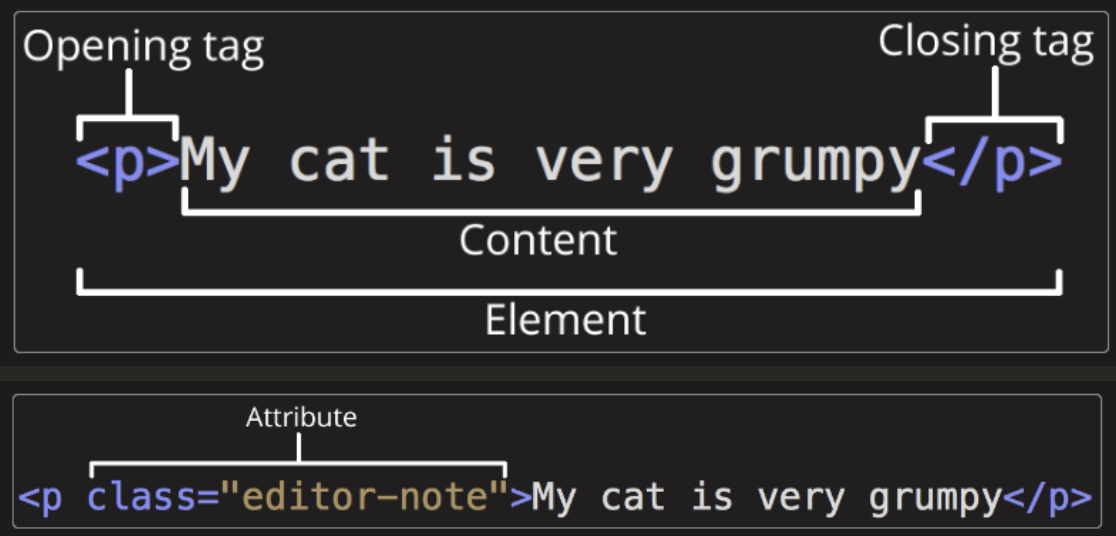 Opening tag
Closing tag
<p>My cat is very grumpy</p>
Content
Element
Attribute
<p class="editor-note">My cat is very grumpy</p>